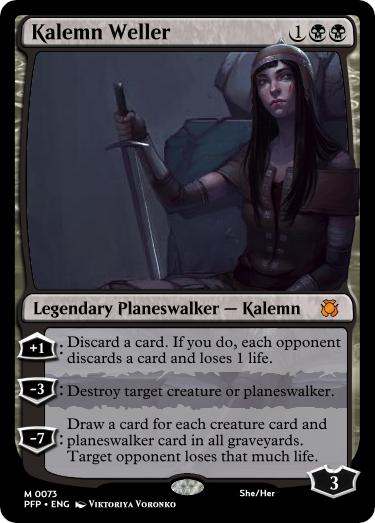 Kalemn Weller 1
Legendary Planeswalker — Kalemn
+1 : Discard a card. If you do, each opponent
discards a card and loses 1 life.
-3 : Destroy target creature or planeswalker.
Draw a card for each creature card and
-7 : planeswalker card in all graveyards.
Target opponent loses that much life.
3
M 0073 She/Her
PFP • ENG Viktoriya Voronko